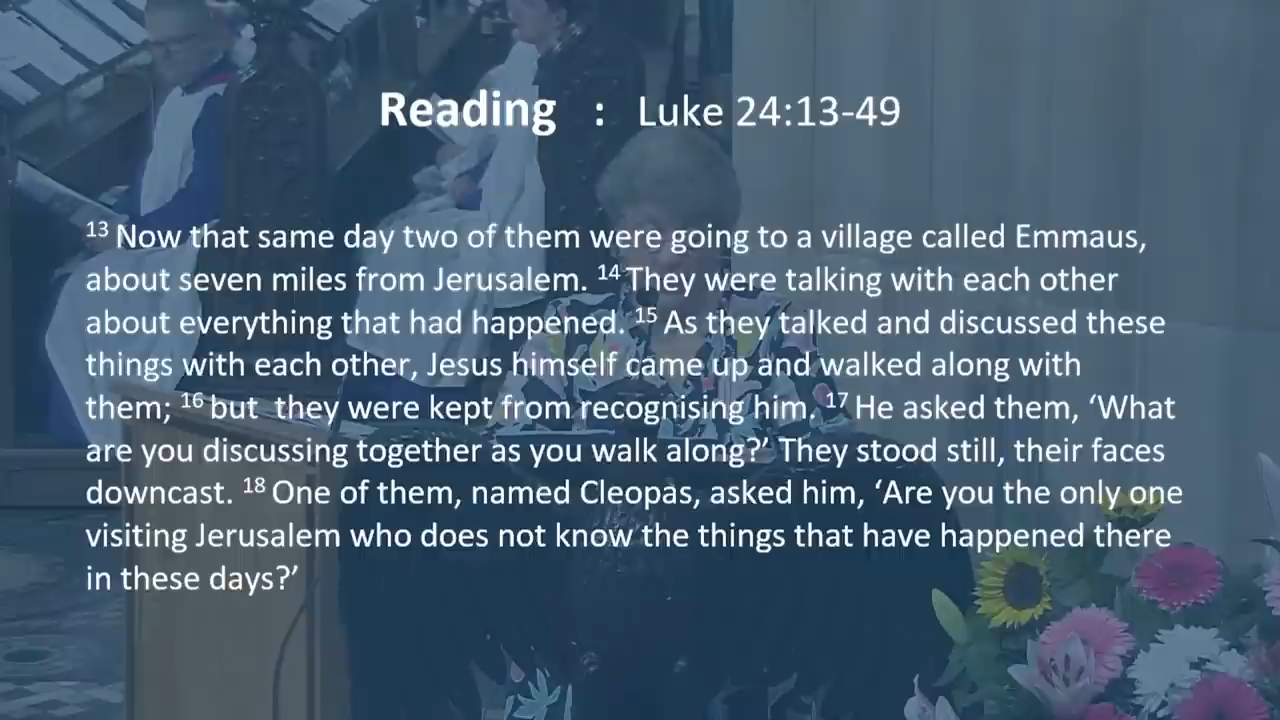 Reading : Luke 24:13-49
13 Now that same day two of them were going to a village called Emmaus,
about seven miles from Jerusalem. 14 They were talking with each other
about everything that had happened. 15 As they talked and discussed these
things with each other, Jesus himself came up and walked along with
them; 16 but they were kept from recognising him. 17 He asked them, ‘What
are you discussing together as you walk along?’ They stood still, their faces
downcast. 18 One of them, named Cleopas, asked him, ‘Are you the only one
visiting Jerusalem who does not know the things that have happened there
in these days?’